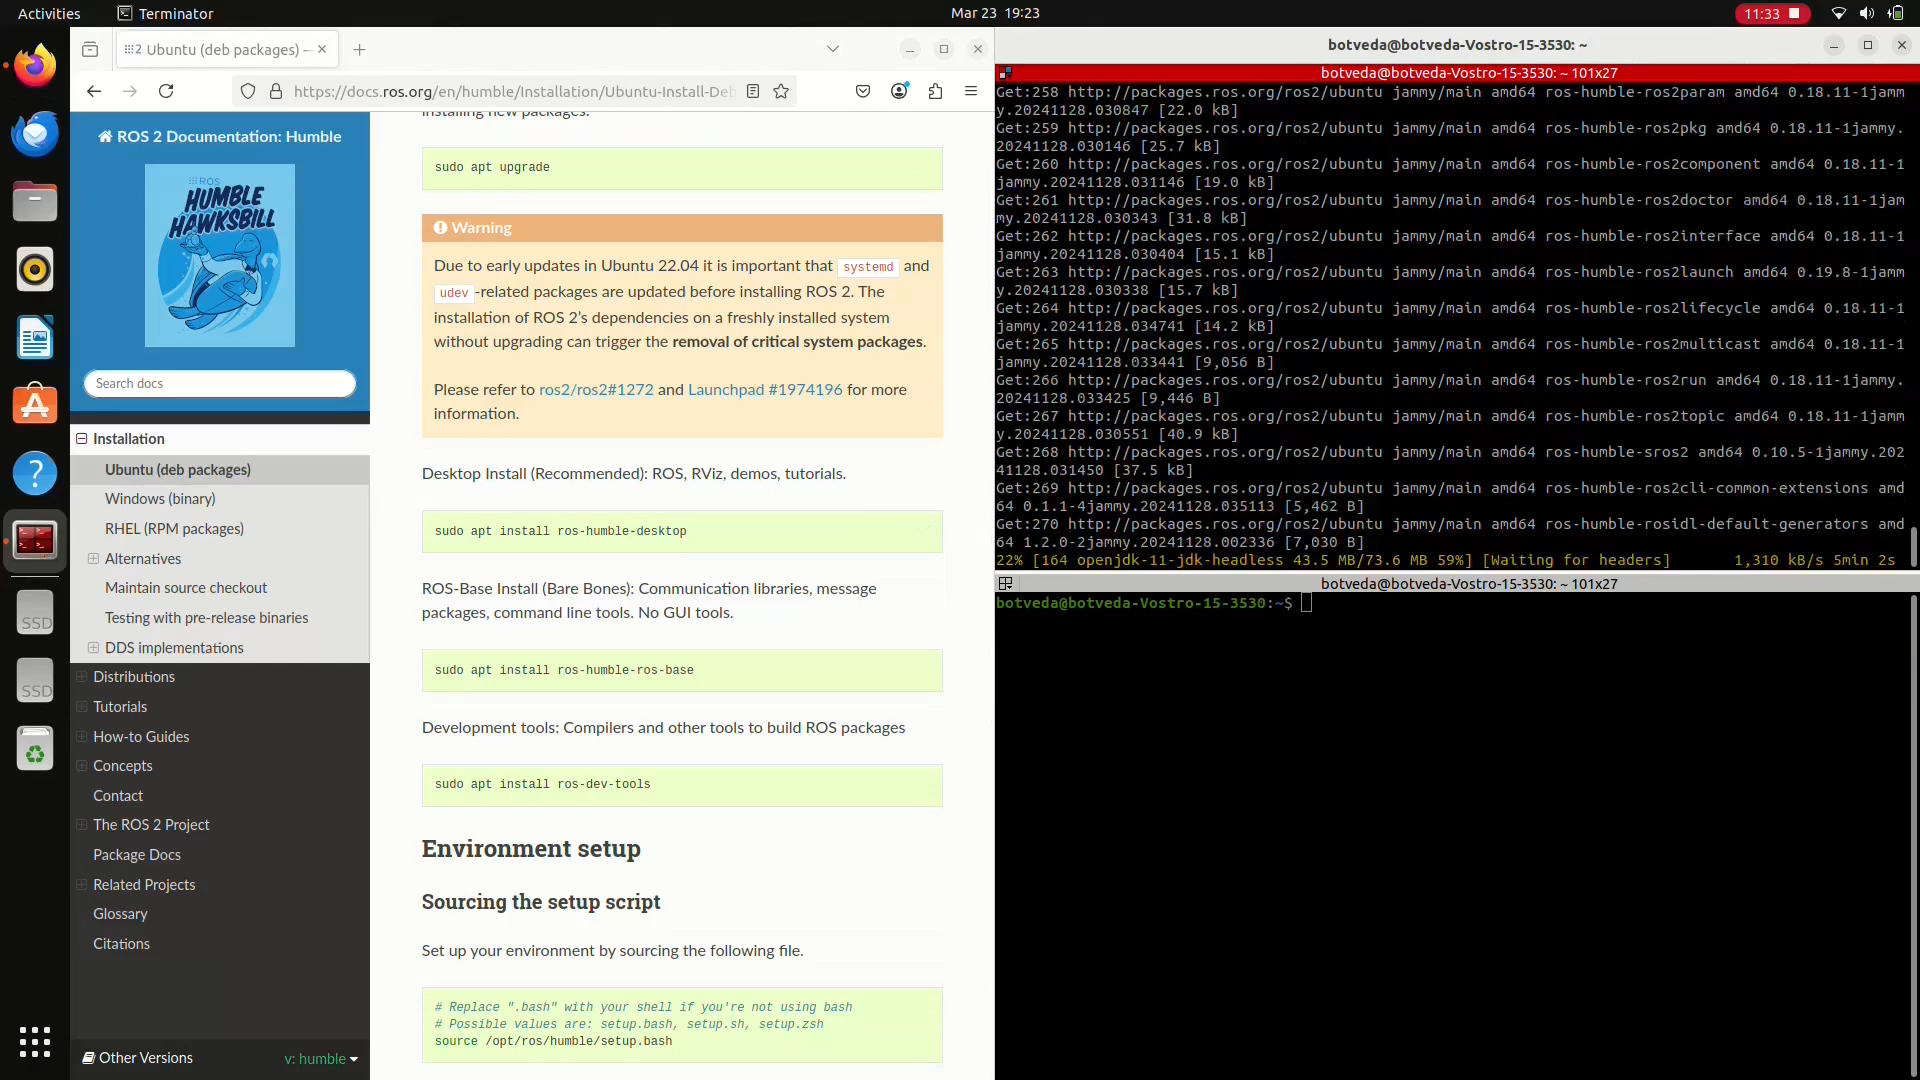 Activities
Terminator
Mar 23 19:23
11:33
Ubuntu (deb packages) —
https://docs.ros.org/en/humble/Installation/Ubuntu-Install-Deb
ROS 2 Documentation: Humble
ROS
HUMBLE
HAWKSBILL
Search docs
Installation
Ubuntu (deb packages)
Windows (binary)
RHEL (RPM packages)
Alternatives
Maintain source checkout
Testing with pre-release binaries
DDS implementations
Distributions
Tutorials
How-to Guides
Concepts
Contact
The ROS 2 Project
Package Docs
Related Projects
Glossary
Citations
Other Versions
v: humble
SSD
SSD
installing new packages.
sudo apt upgrade
Warning
Due to early updates in Ubuntu 22.04 it is important that systemd and
udev-related packages are updated before installing ROS 2. The
installation of ROS 2's dependencies on a freshly installed system
without upgrading can trigger the removal of critical system packages.
Please refer to ros2/ros2#1272 and Launchpad #1974196 for more
information.
Desktop Install (Recommended): ROS, RViz, demos, tutorials.
sudo apt install ros-humble-desktop
ROS-Base Install (Bare Bones): Communication libraries, message
packages, command line tools. No GUI tools.
sudo apt install ros-humble-ros-base
Development tools: Compilers and other tools to build ROS packages
sudo apt install ros-dev-tools
Environment setup
Sourcing the setup script
Set up your environment by sourcing the following file.
# Replace ".bash" with your shell if you're not using bash
# Possible values are: setup.bash, setup.sh, setup.zsh
source /opt/ros/humble/setup.bash
botveda@botveda-Vostro-15-3530: ~
botveda@botveda-Vostro-15-3530: ~ 101x27
Get:258 http://packages.ros.org/ros2/ubuntu jammy/main amd64 ros-humble-ros2param amd64 0.18.11-1jamm
y.20241128.030847 [22.0 kB]
Get:259 http://packages.ros.org/ros2/ubuntu jammy/main amd64 ros-humble-ros2pkg amd64 0.18.11-1jammy.
20241128.030146 [25.7 kB]
Get:260 http://packages.ros.org/ros2/ubuntu jammy/main amd64 ros-humble-ros2component amd64 0.18.11-1
jammy.20241128.031146 [19.0 kB]
Get:261 http://packages.ros.org/ros2/ubuntu jammy/main amd64 ros-humble-ros2doctor amd64 0.18.11-1jam
my.20241128.030343 [31.8 kB]
Get:262 http://packages.ros.org/ros2/ubuntu jammy/main amd64 ros-humble-ros2interface amd64 0.18.11-1
jammy.20241128.030404 [15.1 kB]
Get:263 http://packages.ros.org/ros2/ubuntu jammy/main amd64 ros-humble-ros2launch amd64 0.19.8-1jamm
y.20241128.030338 [15.7 kB]
Get:264 http://packages.ros.org/ros2/ubuntu jammy/main amd64 ros-humble-ros2lifecycle amd64 0.18.11-1
jammy.20241128.034741 [14.2 kB]
Get:265 http://packages.ros.org/ros2/ubuntu jammy/main amd64 ros-humble-ros2multicast amd64 0.18.11-1
jammy.20241128.033441 [9,056 B]
Get:266 http://packages.ros.org/ros2/ubuntu jammy/main amd64 ros-humble-ros2run amd64 0.18.11-1jammy.
20241128.033425 [9,446 B]
Get:267 http://packages.ros.org/ros2/ubuntu jammy/main amd64 ros-humble-ros2topic amd64 0.18.11-1jamm
y.20241128.030551 [40.9 kB]
Get:268 http://packages.ros.org/ros2/ubuntu jammy/main amd64 ros-humble-sros2 amd64 0.10.5-1jammy.202
41128.031450 [37.5 kB]
Get:269 http://packages.ros.org/ros2/ubuntu jammy/main amd64 ros-humble-ros2cli-common-extensions amd
64 0.1.1-4jammy.20241128.035113 [5,462 B]
Get:270 http://packages.ros.org/ros2/ubuntu jammy/main amd64 ros-humble-rosidl-default-generators amd
64 1.2.0-2jammy.20241128.002336 [7,030 B]
22% [164 openjdk-11-jdk-headless 43.5 MB/73.6 MB 59%] [Waiting for headers] 1,310 kB/s 5min 2s
botveda@botveda-Vostro-15-3530: ~ 101x27
botveda@botveda-Vostro-15-3530:~$